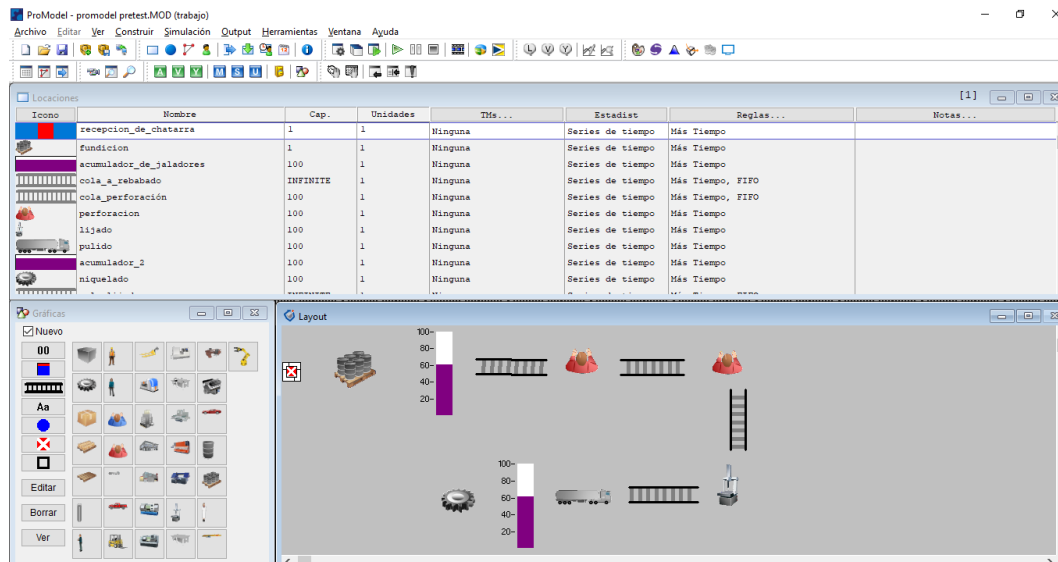 ProModel - promodel pretest.MOD (trabajo)
Archivo Editar Ver Construir Simulación Output Herramientas Ventana Ayuda
Locaciones [1]
Icono Nombre Cap. Unidades TMs... Estadist Reglas... Notas...
recepcion_de_chatarra 1 1 Ninguna Series de tiempo Más Tiempo
fundicion 1 1 Ninguna Series de tiempo Más Tiempo
acumulador_de_jaladores 100 1 Ninguna Series de tiempo Más Tiempo
cola_a_rebabado INFINITE 1 Ninguna Series de tiempo Más Tiempo, FIFO
cola_perforación 100 1 Ninguna Series de tiempo Más Tiempo, FIFO
perforacion 100 1 Ninguna Series de tiempo Más Tiempo
lijado 100 1 Ninguna Series de tiempo Más Tiempo
pulido 100 1 Ninguna Series de tiempo Más Tiempo
acumulador_2 100 1 Ninguna Series de tiempo Más Tiempo
niquelado 100 1 Ninguna Series de tiempo Más Tiempo
Gráficas
Nuevo
00
Aa
Editar
Borrar
Ver
Layout
100-
80-
60-
40-
20-
100-
80-
60-
40-
20-